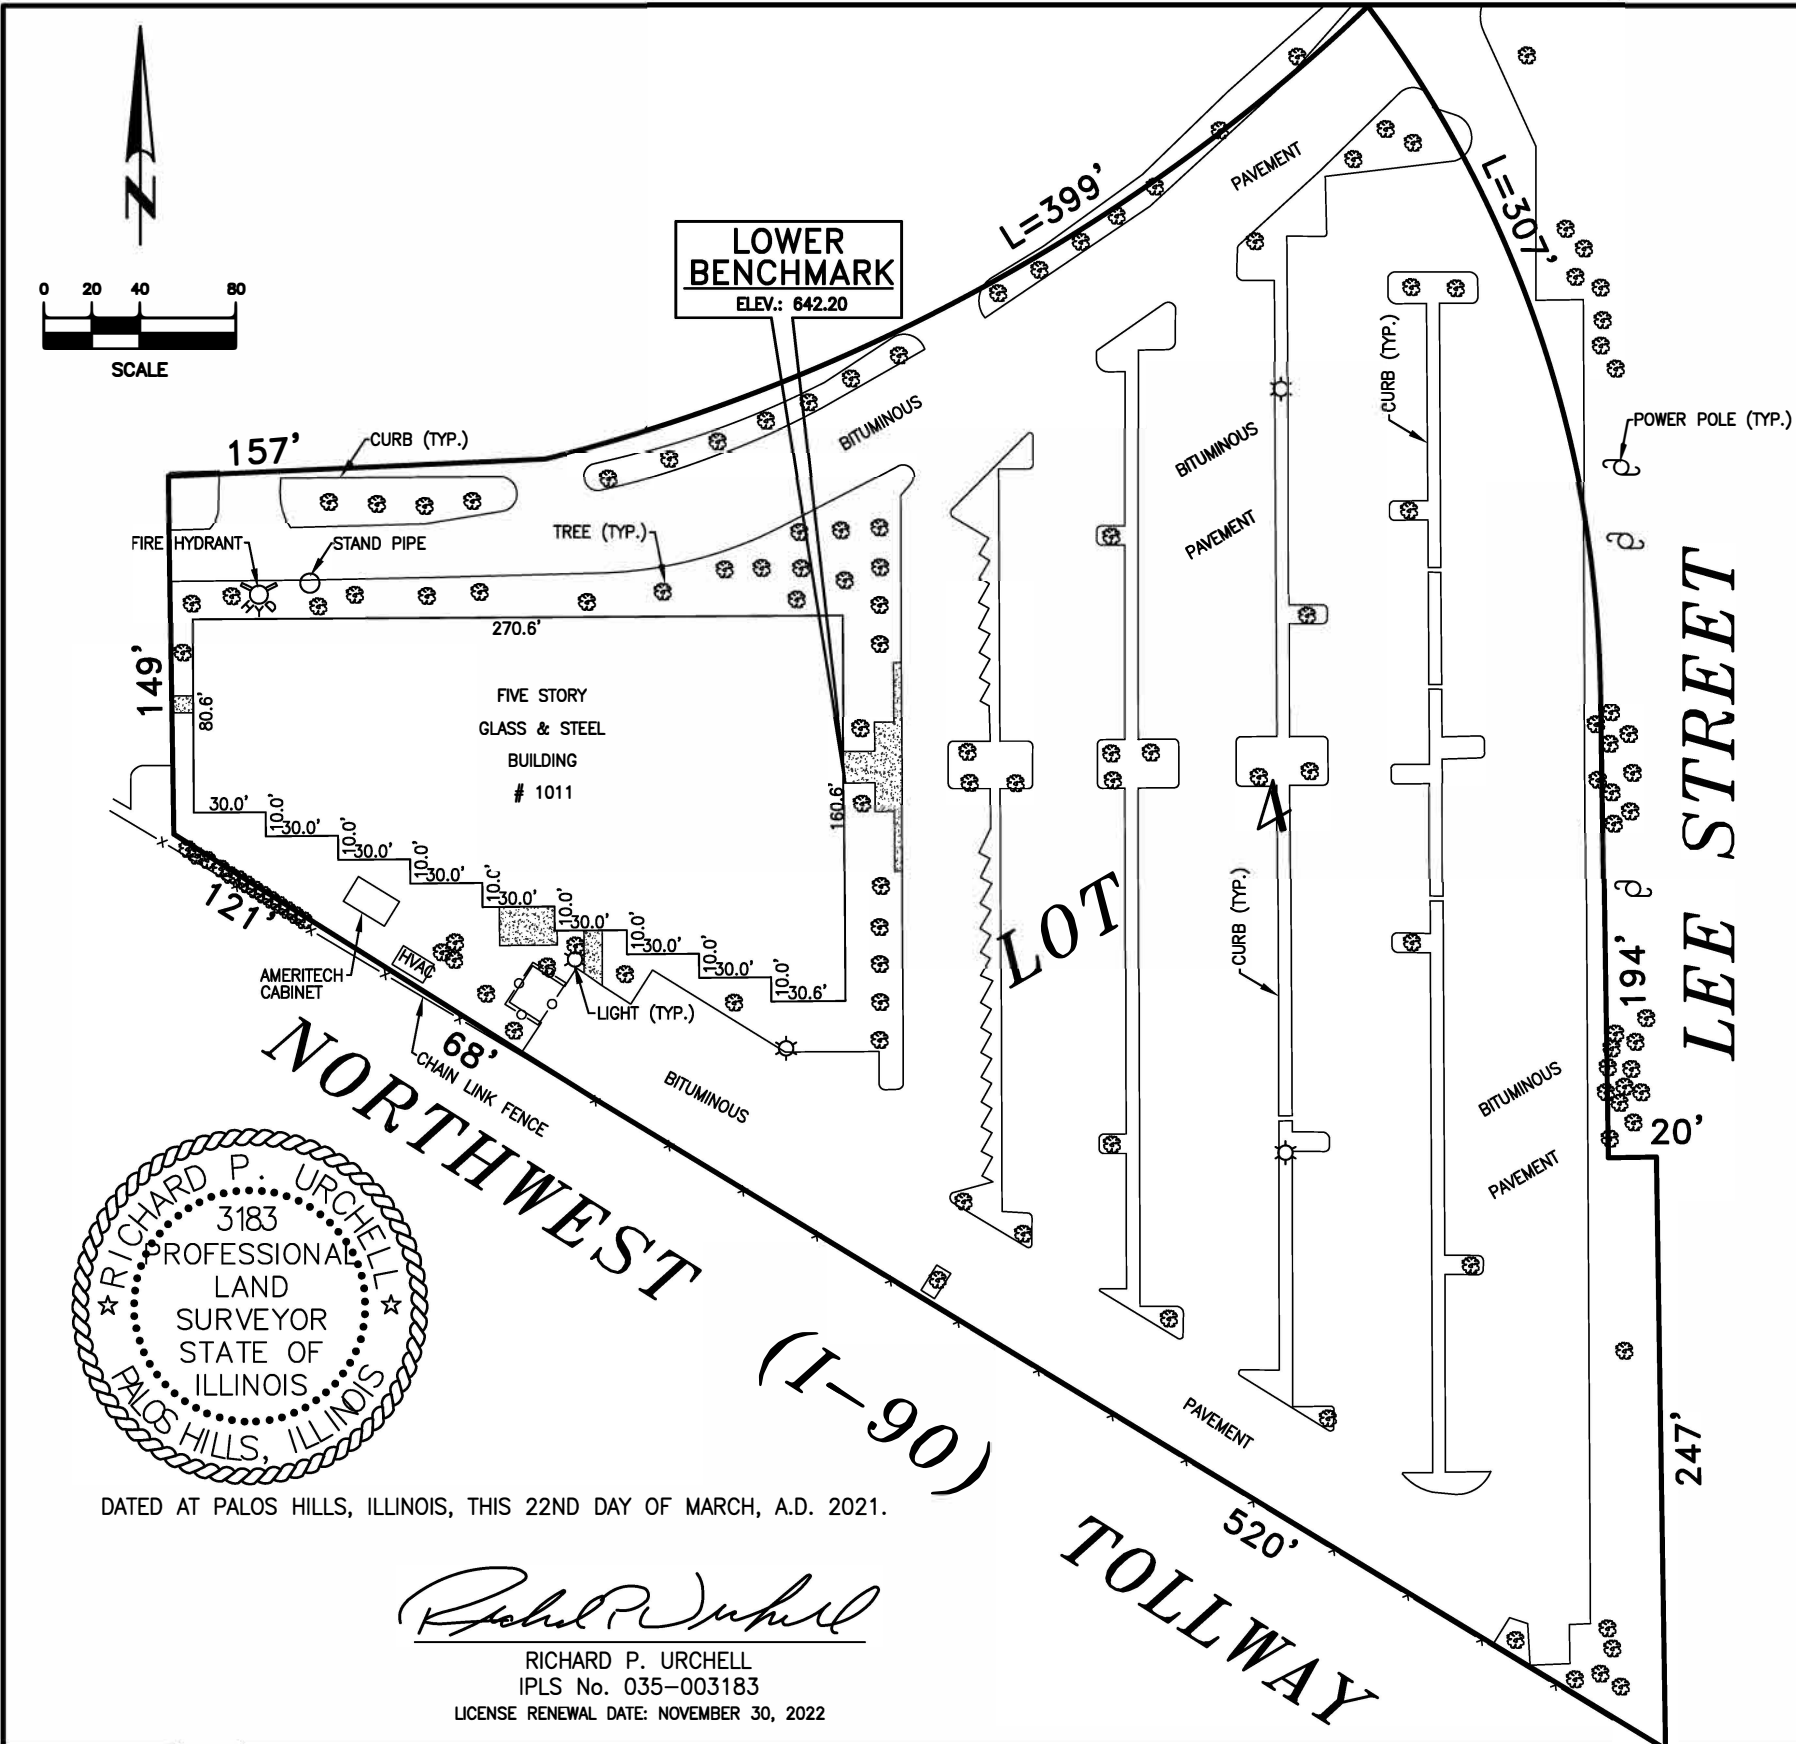 N
0 20 40 80
SCALE
LOWER
BENCHMARK
ELEV.: 642.20
L=399'
L=307'
PAVEMENT
157'
CURB (TYP.)
BITUMINOUS
BITUMINOUS
PAVEMENT
CURB (TYP.)
POWER POLE (TYP.)
FIRE HYDRANT
STAND PIPE
TREE (TYP.)
HYD
270.6'
149'
80.6'
FIVE STORY
GLASS & STEEL
BUILDING
# 1011
160.6'
30.0'
10.0'
30.0'
10.0'
30.0'
10.0'
30.0'
10.0'
30.0'
10.0'
30.0'
10.0'
30.0'
10.0'
30.0'
10.0'
30.6'
121'
AMERITECH
CABINET
HVAC
LIGHT (TYP.)
68'
CHAIN LINK FENCE
BITUMINOUS
LOT 4
CURB (TYP.)
LEE STREET
194'
20'
BITUMINOUS
PAVEMENT
247'
NORTHWEST
(I-90)
TOLLWAY
PAVEMENT
520'
RICHARD P. URCHELL
3183
PROFESSIONAL
LAND
SURVEYOR
STATE OF
ILLINOIS
PALOS HILLS, ILLINOIS
DATED AT PALOS HILLS, ILLINOIS, THIS 22ND DAY OF MARCH, A.D. 2021.
Richard P Urchell
RICHARD P. URCHELL
IPLS No. 035-003183
LICENSE RENEWAL DATE: NOVEMBER 30, 2022